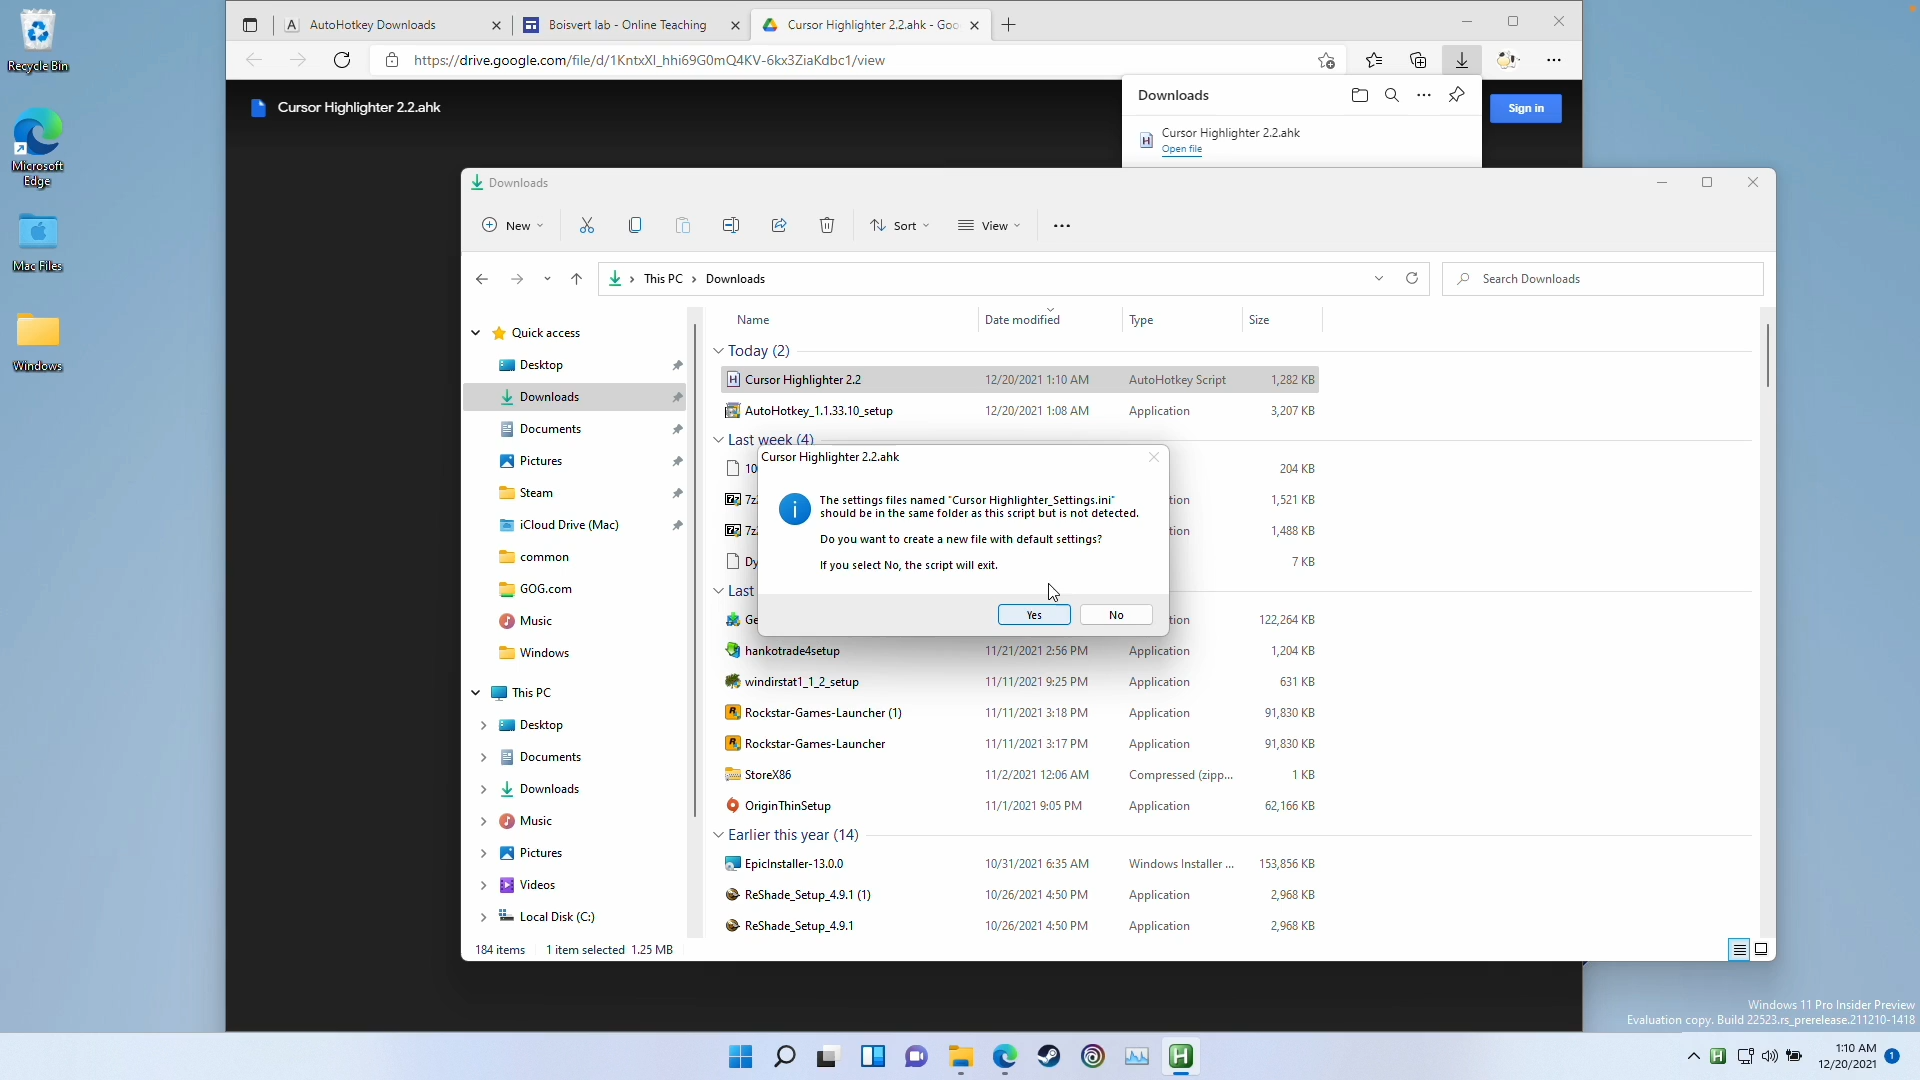 Recycle Bin
Microsoft
Edge
Mac Files
Windows
AutoHotkey Downloads
Boisvert lab - Online Teaching
Cursor Highlighter 2.2.ahk - Goo
https://drive.google.com/file/d/1KntxXl_hhi69G0mQ4KV-6kx3ZiaKdbc1/view
Cursor Highlighter 2.2.ahk
Sign in
Downloads
Cursor Highlighter 2.2.ahk
Open file
Downloads
New
Sort
View
This PC
Downloads
Search Downloads
Quick access
Desktop
Downloads
Documents
Pictures
Steam
iCloud Drive (Mac)
common
GOG.com
Music
Windows
This PC
Desktop
Documents
Downloads
Music
Pictures
Videos
Local Disk (C:)
Name Date modified Type Size
Today (2)
Cursor Highlighter 2.2 12/20/2021 1:10 AM AutoHotkey Script 1,282 KB
AutoHotkey_1.1.33.10_setup 12/20/2021 1:08 AM Application 3,207 KB
Last week (4)
10 204 KB
7z tion 1,521 KB
7z tion 1,488 KB
Dy 7 KB
Last
Ge tion 122,264 KB
hankotrade4setup 11/21/2021 2:56 PM Application 1,204 KB
windirstat1_1_2_setup 11/11/2021 9:25 PM Application 631 KB
Rockstar-Games-Launcher (1) 11/11/2021 3:18 PM Application 91,830 KB
Rockstar-Games-Launcher 11/11/2021 3:17 PM Application 91,830 KB
StoreX86 11/2/2021 12:06 AM Compressed (zipp... 1 KB
OriginThinSetup 11/1/2021 9:05 PM Application 62,166 KB
Earlier this year (14)
EpicInstaller-13.0.0 10/31/2021 6:35 AM Windows Installer ... 153,856 KB
ReShade_Setup_4.9.1 (1) 10/26/2021 4:50 PM Application 2,968 KB
ReShade_Setup_4.9.1 10/26/2021 4:50 PM Application 2,968 KB
Cursor Highlighter 2.2.ahk
The settings files named "Cursor Highlighter_Settings.ini"
should be in the same folder as this script but is not detected.
Do you want to create a new file with default settings?
If you select No, the script will exit.
Yes
No
184 items 1 item selected 1.25 MB
Windows 11 Pro Insider Preview
Evaluation copy. Build 22523.rs_prerelease.211210-1418
1:10 AM
12/20/2021
1